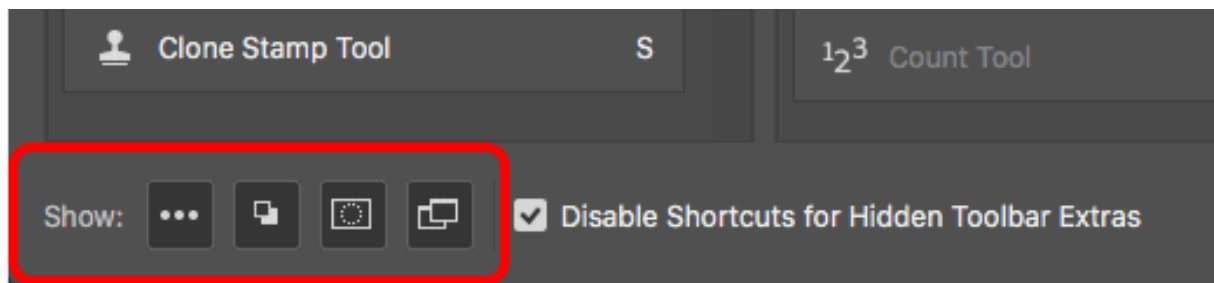 Clone Stamp Tool S
1₂³ Count Tool
Show: ••• Disable Shortcuts for Hidden Toolbar Extras